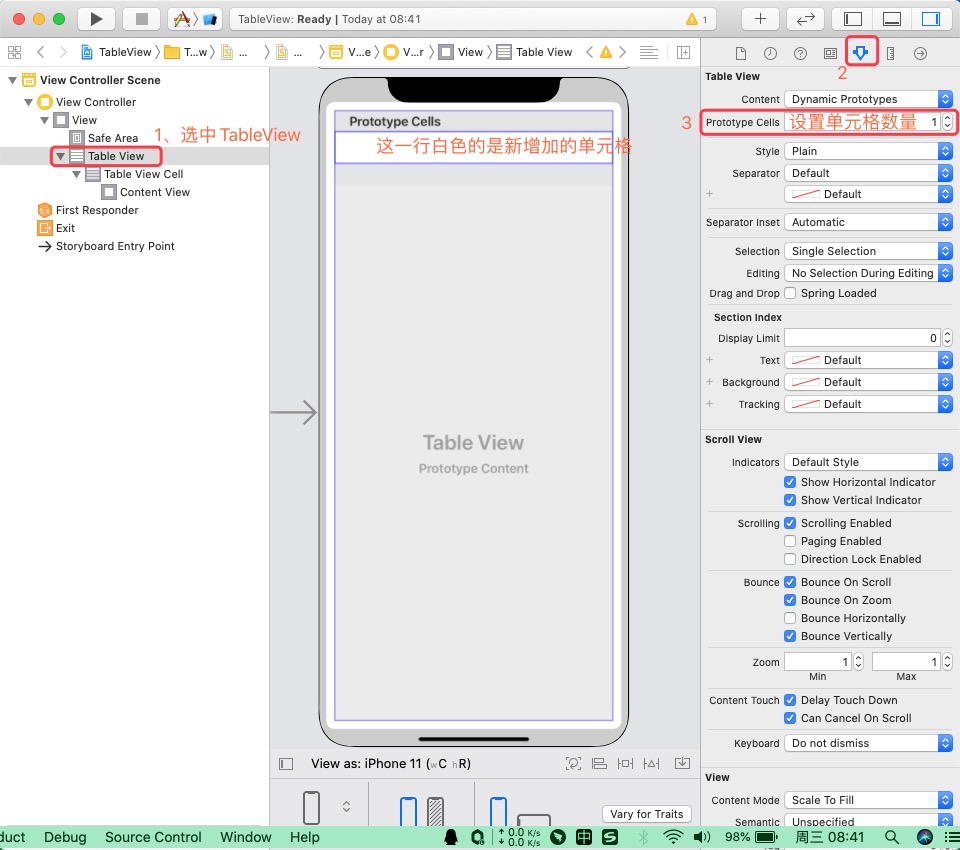 TableView: Ready | Today at 08:41
1
TableView
T...w
...
...
V...e
V...r
View
Table View
View Controller Scene
View Controller
View
Safe Area
1、选中 TableView
Table View
Table View Cell
Content View
First Responder
Exit
Storyboard Entry Point
Prototype Cells
这一行白色的是新增加的单元格
Table View
Prototype Content
View as: iPhone 11 (wC hR)
Vary for Traits
2
Table View
Content Dynamic Prototypes
3 Prototype Cells 设置单元格数量 1
Style Plain
Separator Default
Default
Separator Inset Automatic
Selection Single Selection
Editing No Selection During Editing
Drag and Drop Spring Loaded
Section Index
Display Limit 0
Text Default
Background Default
Tracking Default
Scroll View
Indicators Default Style
Show Horizontal Indicator
Show Vertical Indicator
Scrolling Scrolling Enabled
Paging Enabled
Direction Lock Enabled
Bounce Bounce On Scroll
Bounce On Zoom
Bounce Horizontally
Bounce Vertically
Zoom 1 1
Min Max
Content Touch Delay Touch Down
Can Cancel On Scroll
Keyboard Do not dismiss
View
Content Mode Scale To Fill
Semantic Unspecified
duct Debug Source Control Window Help
0.0 K/s
0.0 K/s
中 98% 周三 08:41